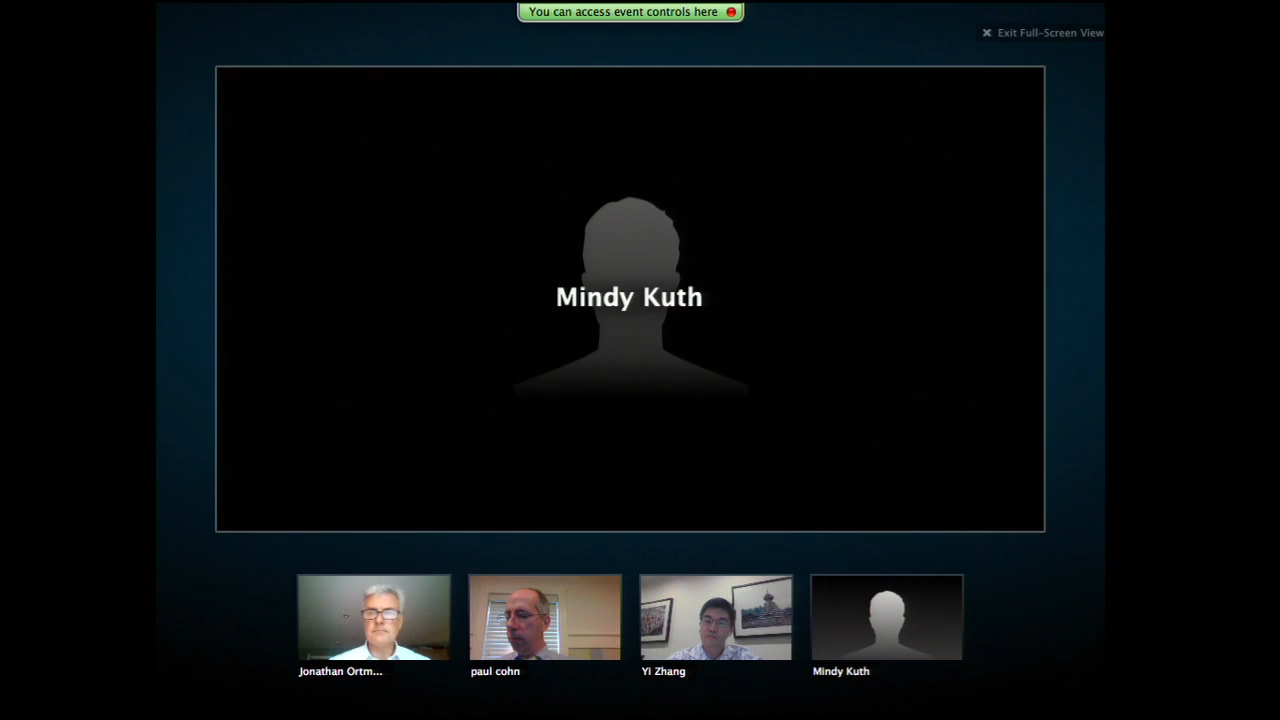 You can access event controls here
Exit Full-Screen View
Mindy Kuth
Jonathan Ortm...
paul cohn
Yi Zhang
Mindy Kuth